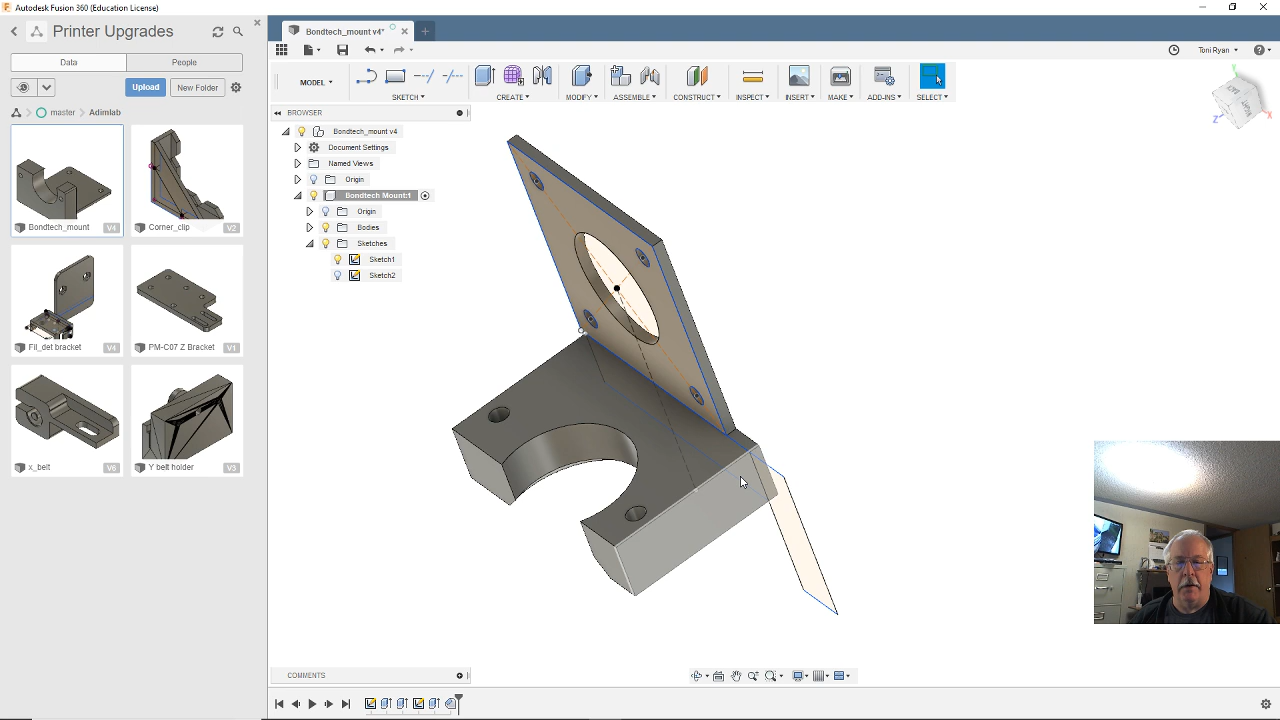 Autodesk Fusion 360 (Education License)
Printer Upgrades
Data
People
Upload
New Folder
master
Adimlab
Bondtech_mount
V4
Corner_clip
V2
Fil_det bracket
V4
PM-C07 Z Bracket
V1
x_belt
V6
Y belt holder
V3
Bondtech_mount v4*
Toni Ryan
MODEL
SKETCH
CREATE
MODIFY
ASSEMBLE
CONSTRUCT
INSPECT
INSERT
MAKE
ADD-INS
SELECT
BROWSER
Bondtech_mount v4
Document Settings
Named Views
Origin
Bondtech Mount:1
Origin
Bodies
Sketches
Sketch1
Sketch2
Y
Z
X
COMMENTS